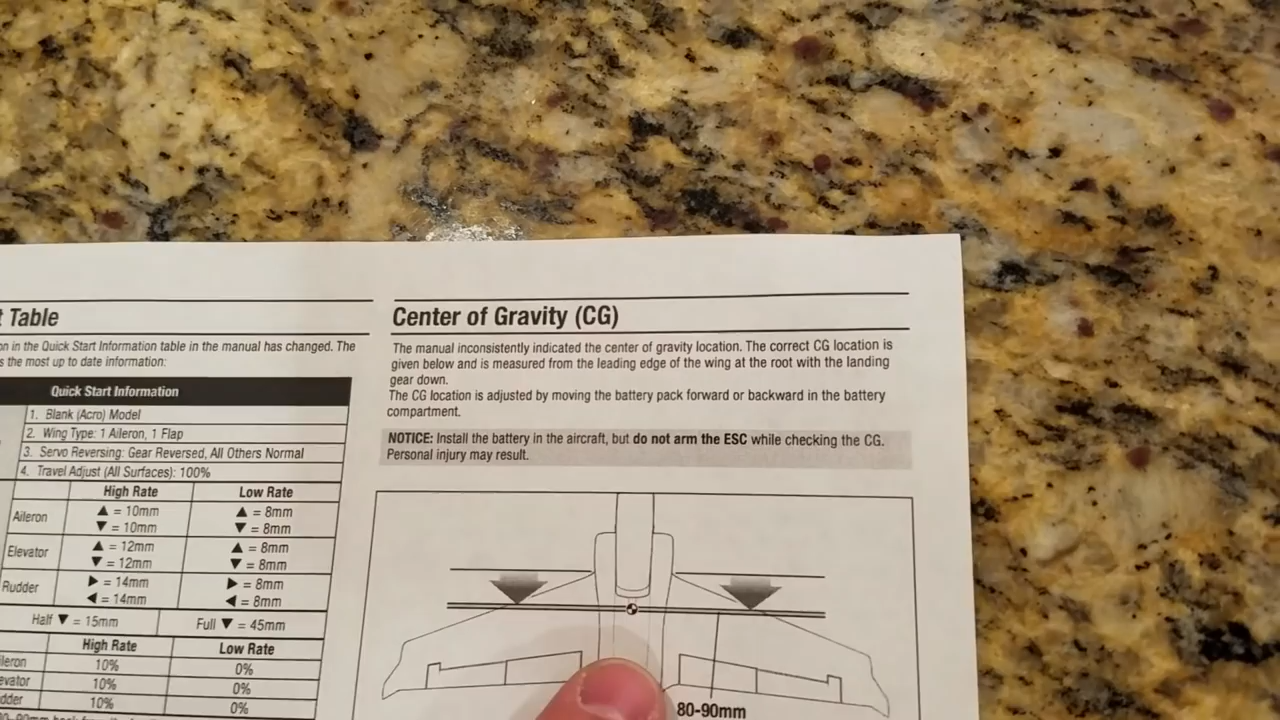 t Table
on in the Quick Start Information table in the manual has changed. The
s the most up to date information:
Quick Start Information
1. Blank (Acro) Model
2. Wing Type: 1 Aileron, 1 Flap
3. Servo Reversing: Gear Reversed, All Others Normal
4. Travel Adjust (All Surfaces): 100%
High Rate Low Rate
Aileron ▲ = 10mm ▲ = 8mm
▼ = 10mm ▼ = 8mm
Elevator ▲ = 12mm ▲ = 8mm
▼ = 12mm ▼ = 8mm
Rudder ▶ = 14mm ▶ = 8mm
◀ = 14mm ◀ = 8mm
Half ▼ = 15mm Full ▼ = 45mm
High Rate Low Rate
ileron 10% 0%
evator 10% 0%
dder 10% 0%
Center of Gravity (CG)
The manual inconsistently indicated the center of gravity location. The correct CG location is
given below and is measured from the leading edge of the wing at the root with the landing
gear down.
The CG location is adjusted by moving the battery pack forward or backward in the battery
compartment.
NOTICE: Install the battery in the aircraft, but do not arm the ESC while checking the CG.
Personal injury may result.
80-90mm